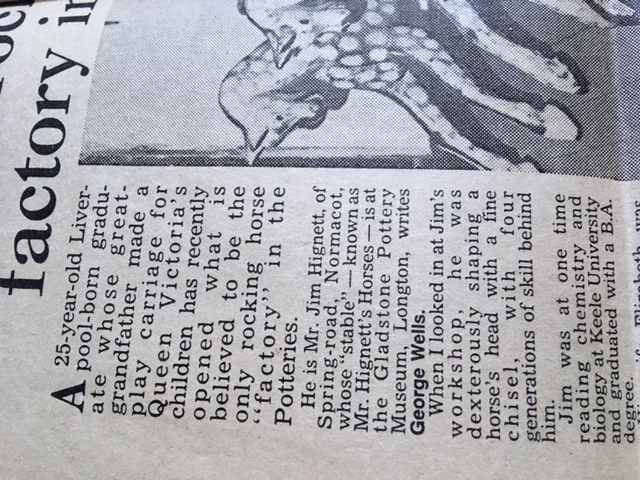 factory in
A 25-year-old Liver-
pool-born gradu-
ate whose great-
grandfather made a
play carriage for
Queen Victoria's
children has recently
opened what is
believed to be the
only rocking horse
“factory” in the
Potteries.
He is Mr. Jim Hignett, of
Spring-road, Normacot,
whose “stable” — known as
Mr. Hignett's Horses — is at
the Gladstone Pottery
Museum, Longton, writes
George Wells.
When I looked in at Jim's
workshop, he was
dexterously shaping a
horse's head with a fine
chisel, with four
generations of skill behind
him.
Jim was at one time
reading chemistry and
biology at Keele University
and graduated with a B.A.
degree.
Elizabeth was